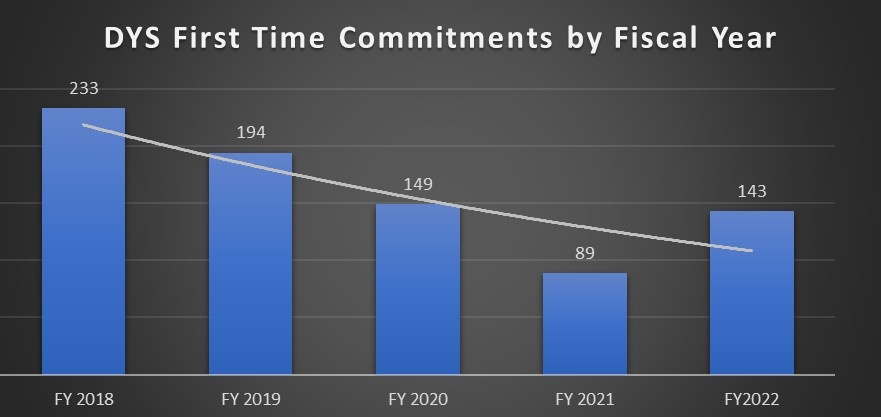 DYS First Time Commitments by Fiscal Year
233
194
149
89
143
FY 2018
FY 2019
FY 2020
FY 2021
FY2022